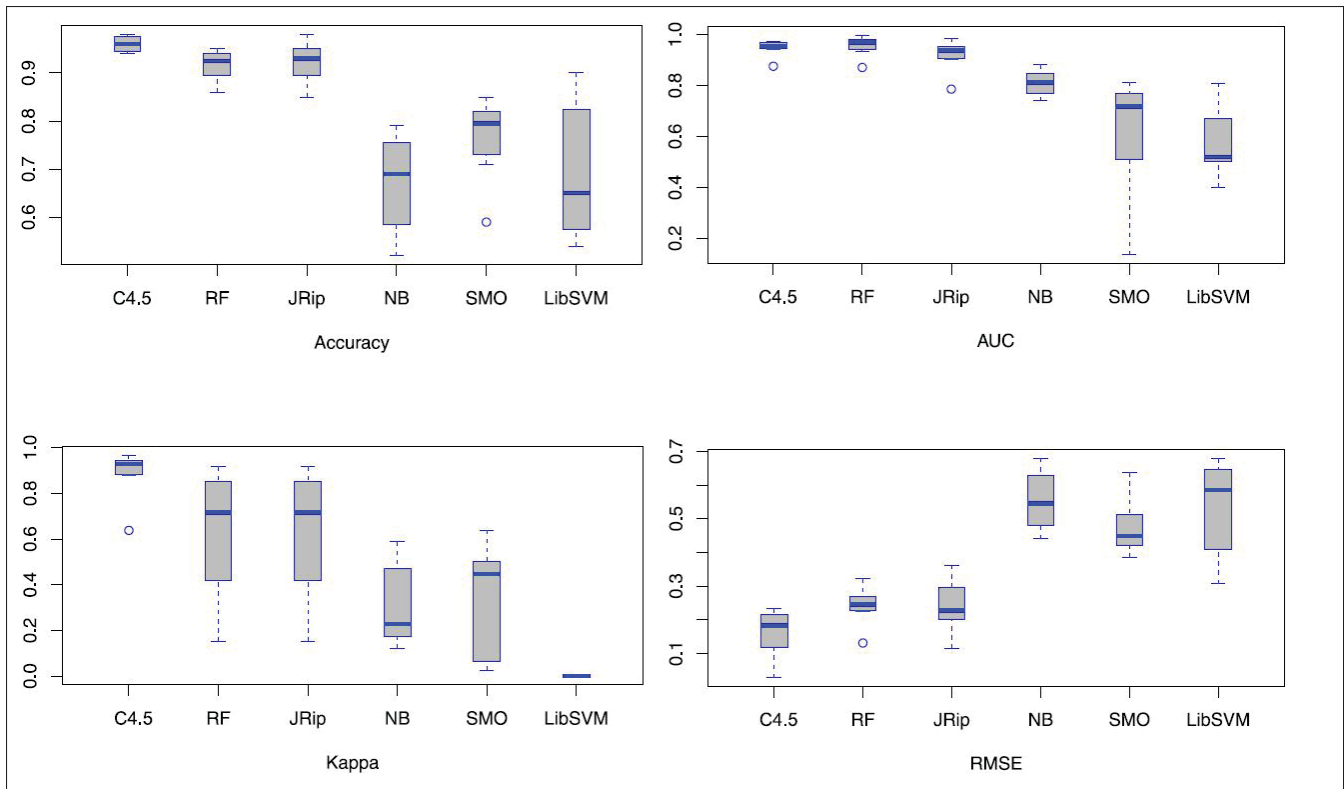 0.9
0.8
0.7
0.6
C4.5 RF JRip NB SMO LibSVM
Accuracy
1.0
0.8
0.6
0.4
0.2
C4.5 RF JRip NB SMO LibSVM
AUC
1.0
0.8
0.6
0.4
0.2
0.0
C4.5 RF JRip NB SMO LibSVM
Kappa
0.7
0.5
0.3
0.1
C4.5 RF JRip NB SMO LibSVM
RMSE